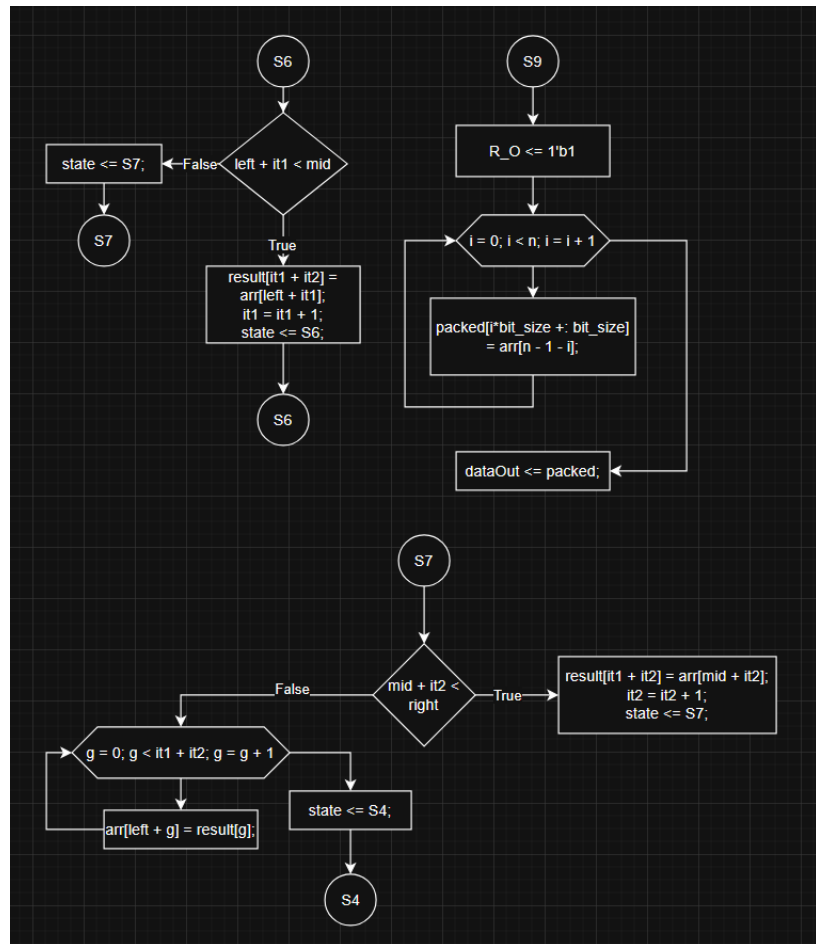 S6
left + it1 < mid
False
state <= S7;
S7
True
result[it1 + it2] =
arr[left + it1];
it1 = it1 + 1;
state <= S6;
S6
S9
R_O <= 1'b1
i = 0; i < n; i = i + 1
packed[i*bit_size +: bit_size]
= arr[n - 1 - i];
dataOut <= packed;
S7
mid + it2 <
right
True
result[it1 + it2] = arr[mid + it2];
it2 = it2 + 1;
state <= S7;
False
g = 0; g < it1 + it2; g = g + 1
arr[left + g] = result[g];
state <= S4;
S4